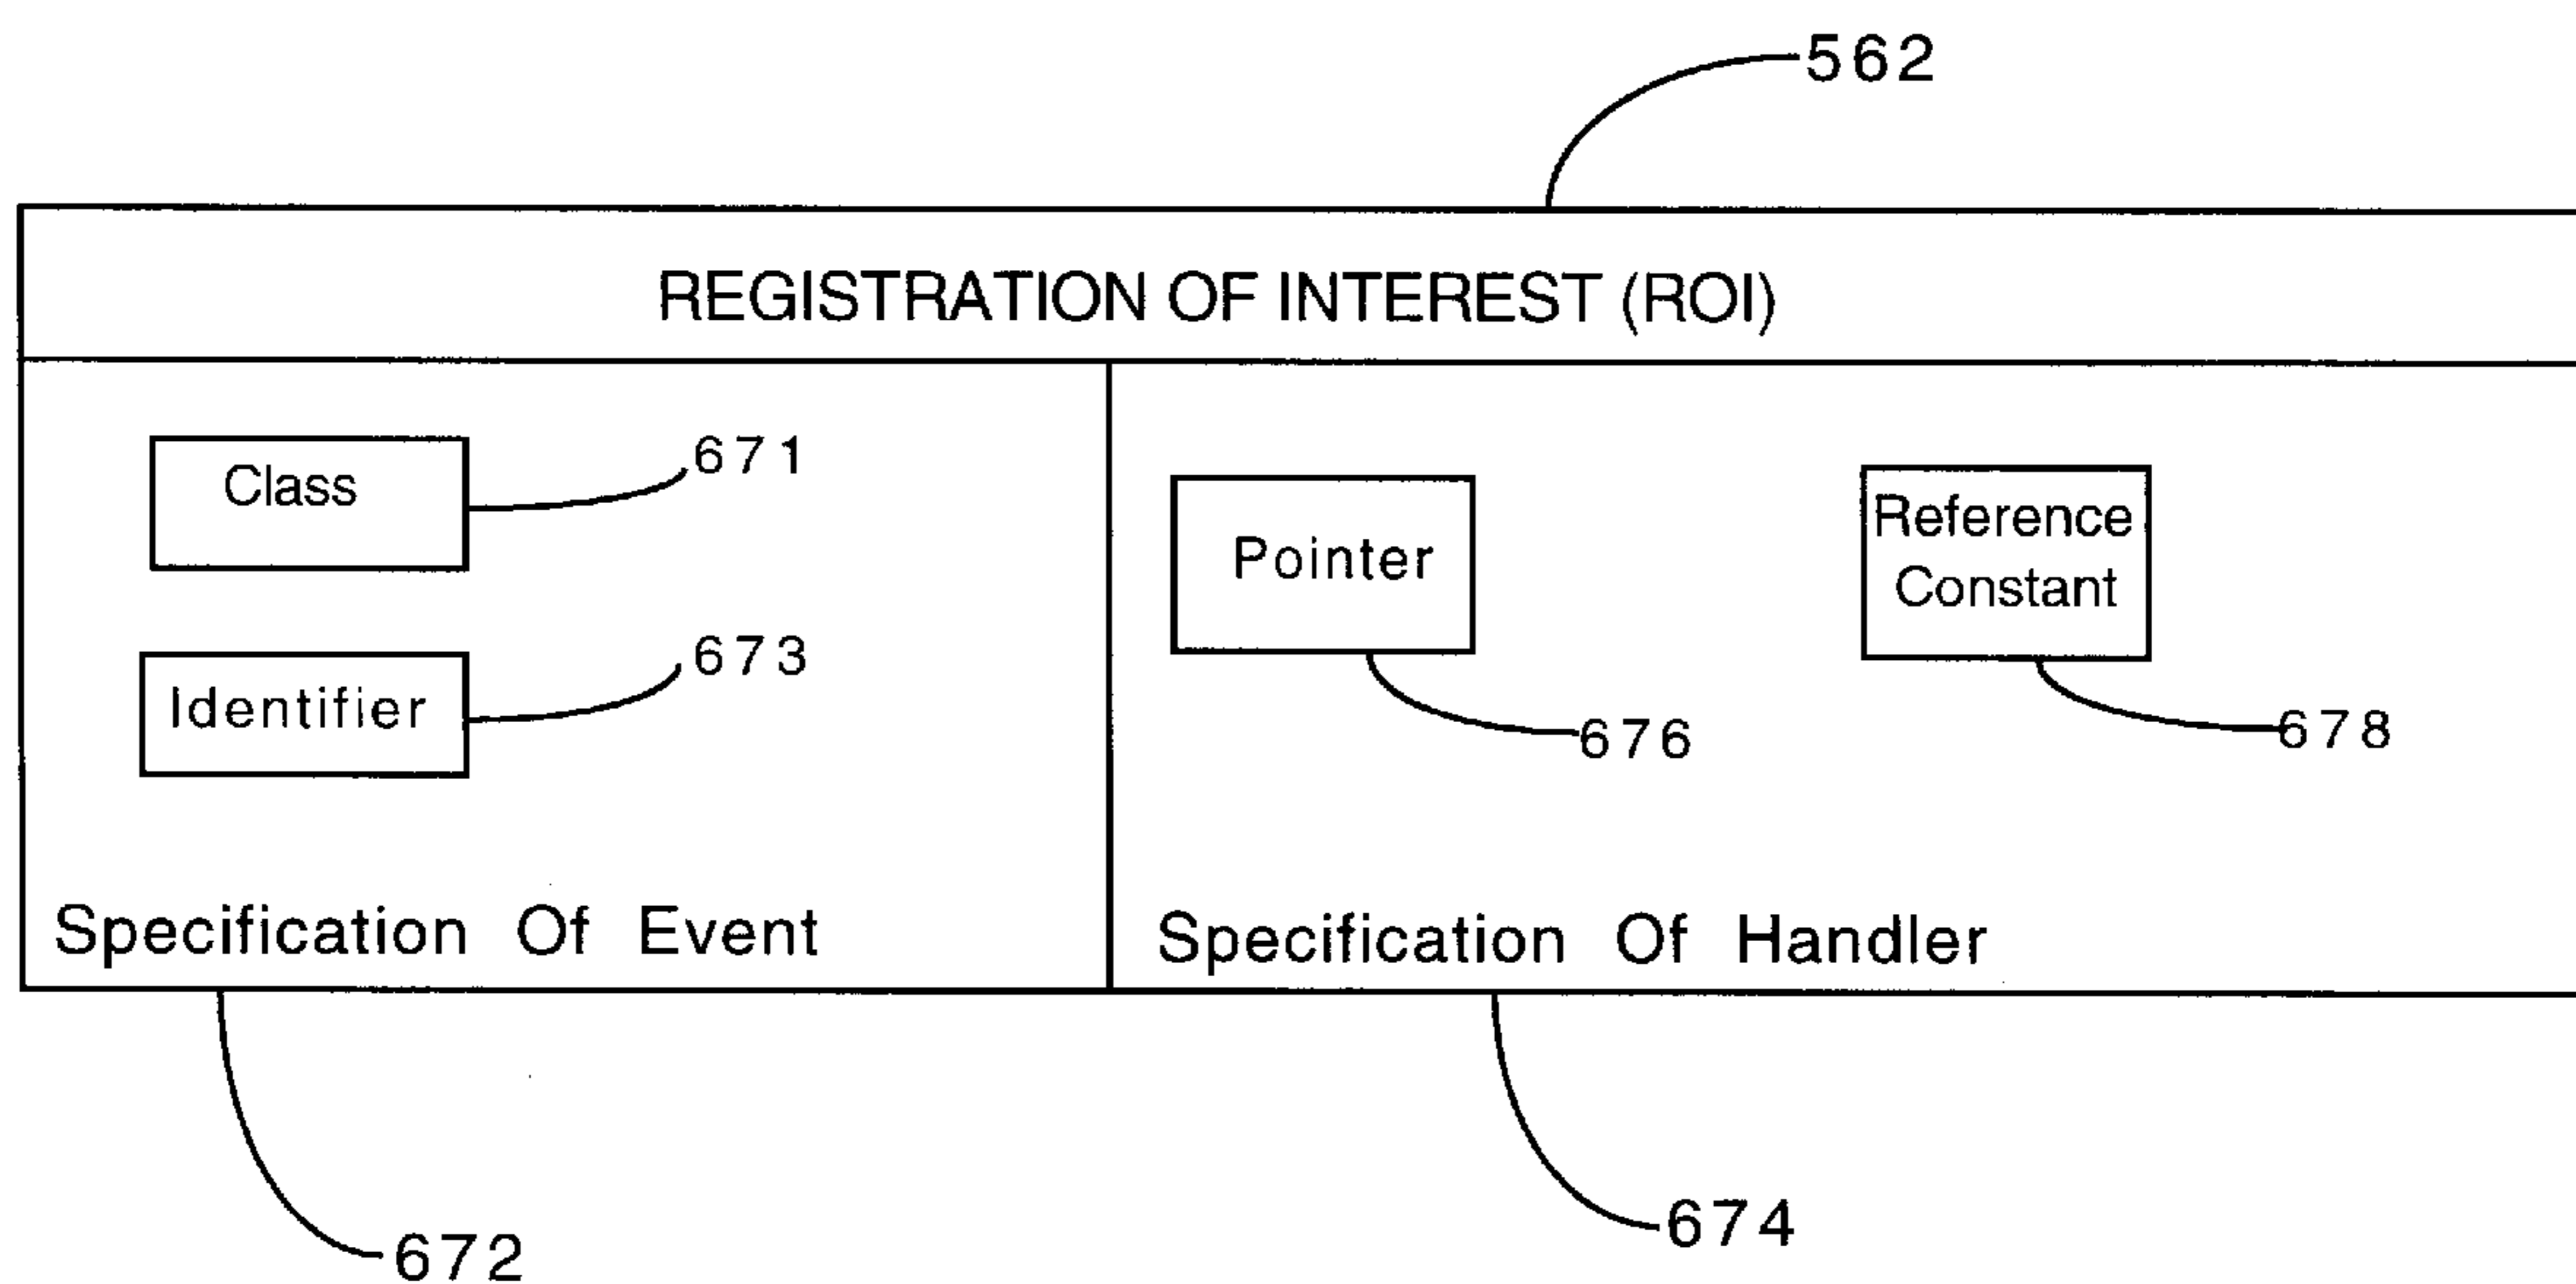 562
REGISTRATION OF INTEREST (ROI)
Class
671
Identifier
673
Specification Of Event
672
Pointer
676
Reference
Constant
678
Specification Of Handler
674